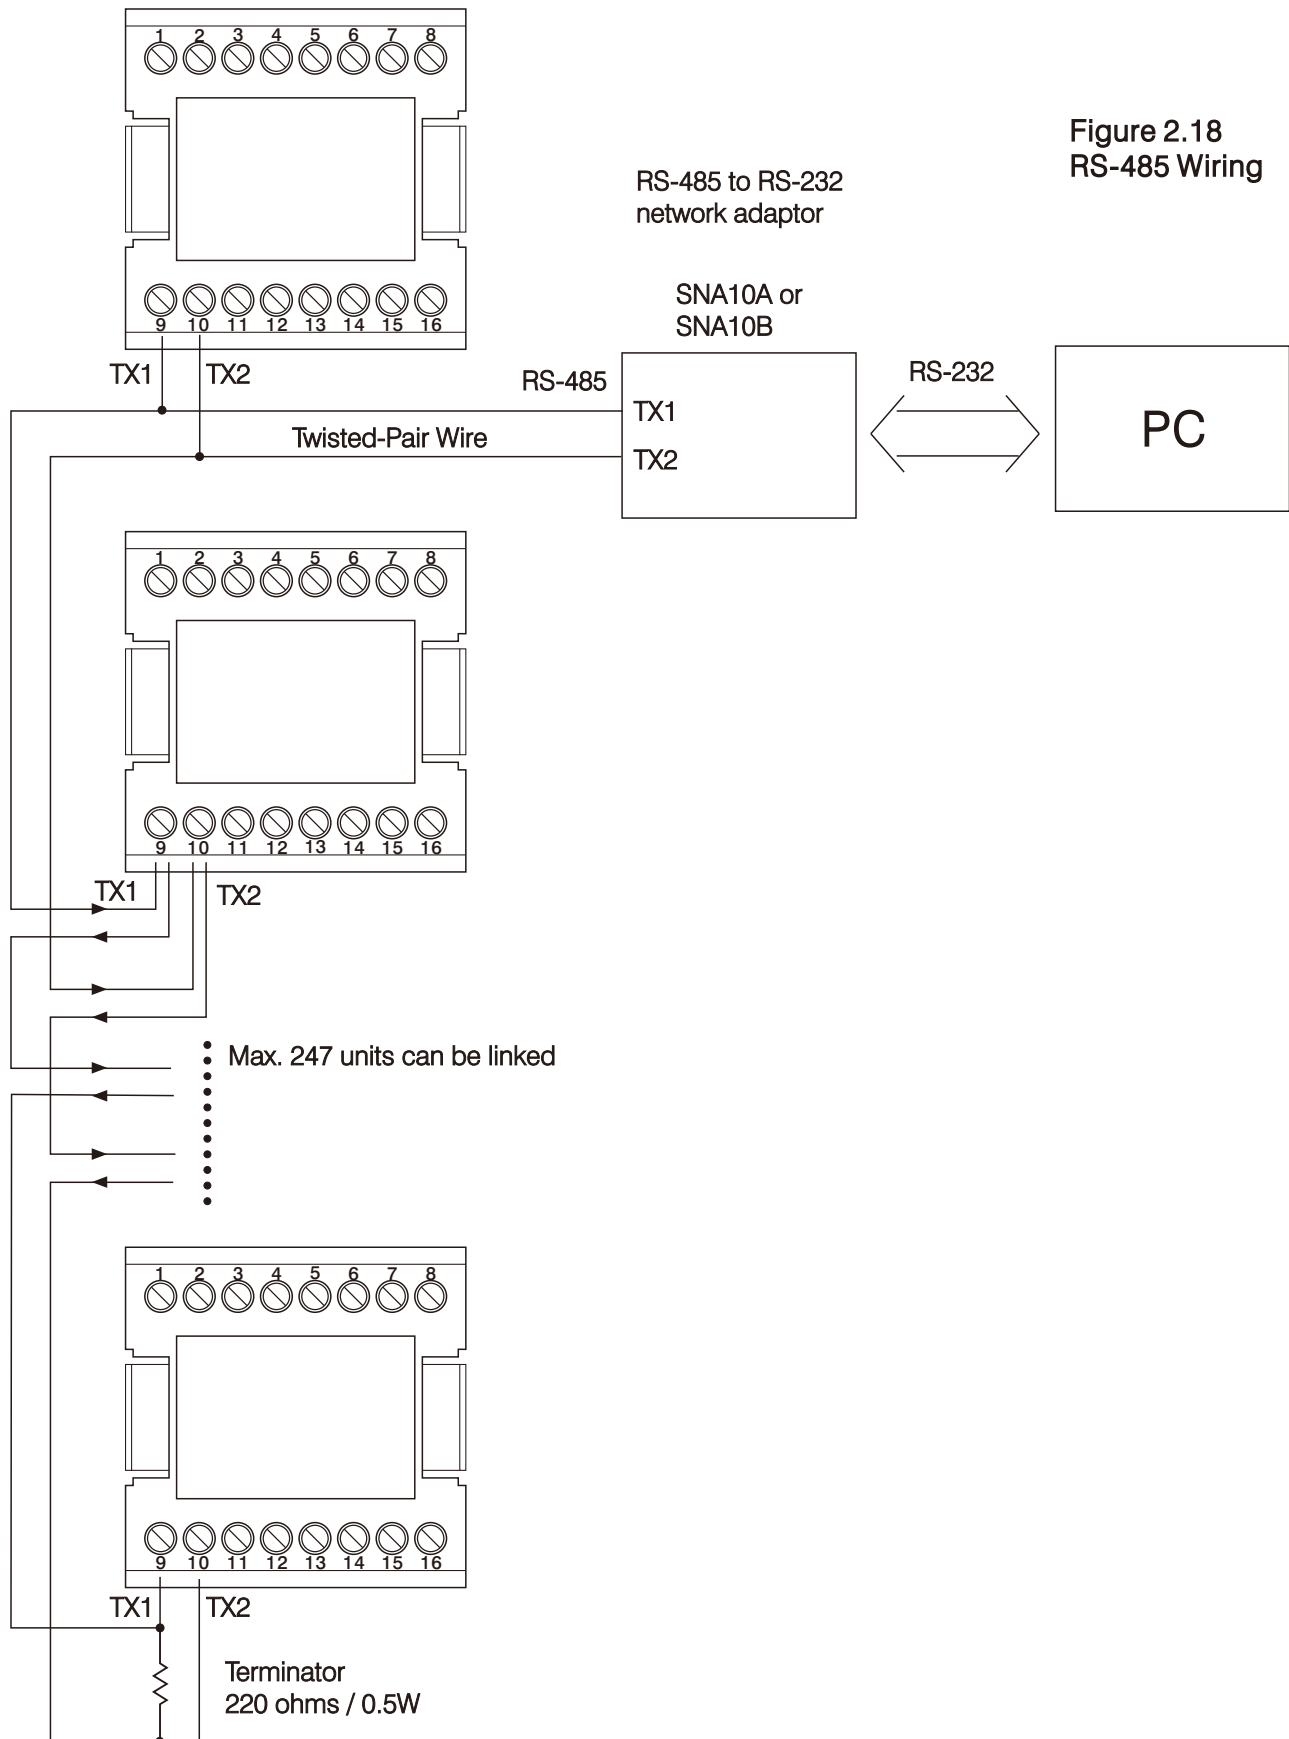 1 2 3 4 5 6 7 8
Figure 2.18
RS-485 Wiring
RS-485 to RS-232
network adaptor
SNA10A or
SNA10B
9 10 11 12 13 14 15 16
TX1 TX2
RS-485
TX1
RS-232
PC
Twisted-Pair Wire
TX2
1 2 3 4 5 6 7 8
9 10 11 12 13 14 15 16
TX1 TX2
Max. 247 units can be linked
1 2 3 4 5 6 7 8
9 10 11 12 13 14 15 16
TX1 TX2
Terminator
220 ohms / 0.5W